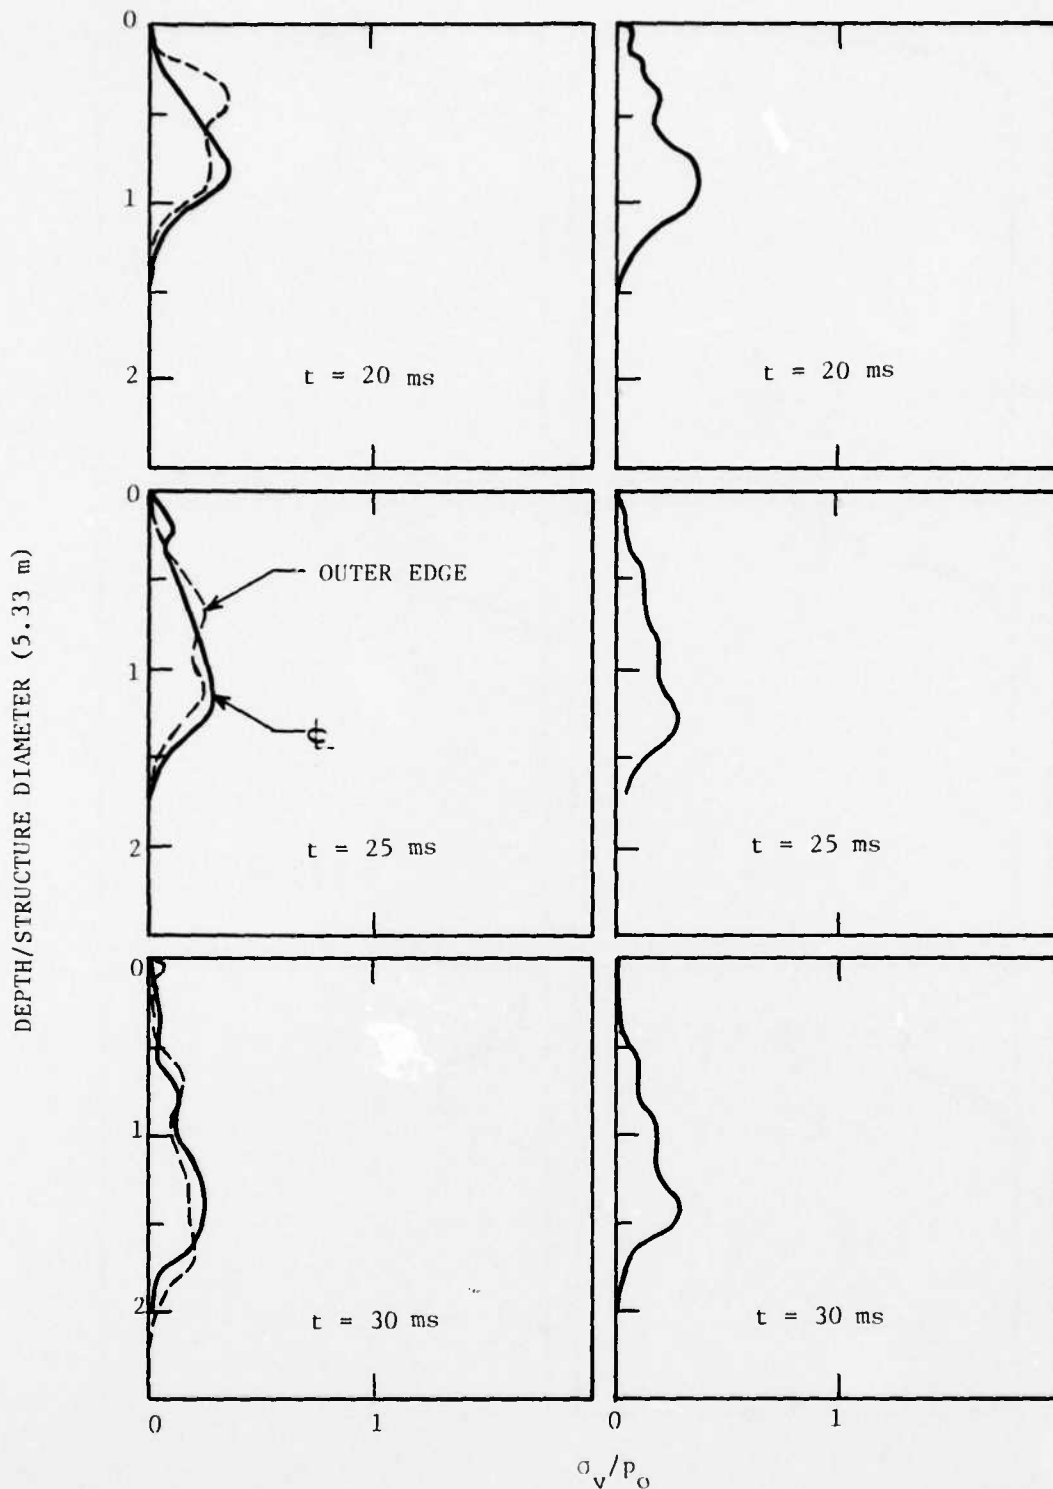 0
1
2
t = 20 ms
t = 20 ms
DEPTH/STRUCTURE DIAMETER (5.33 m)
0
1
2
OUTER EDGE
℄
t = 25 ms
t = 25 ms
0
1
2
t = 30 ms
t = 30 ms
0 1 0 1
σv/po